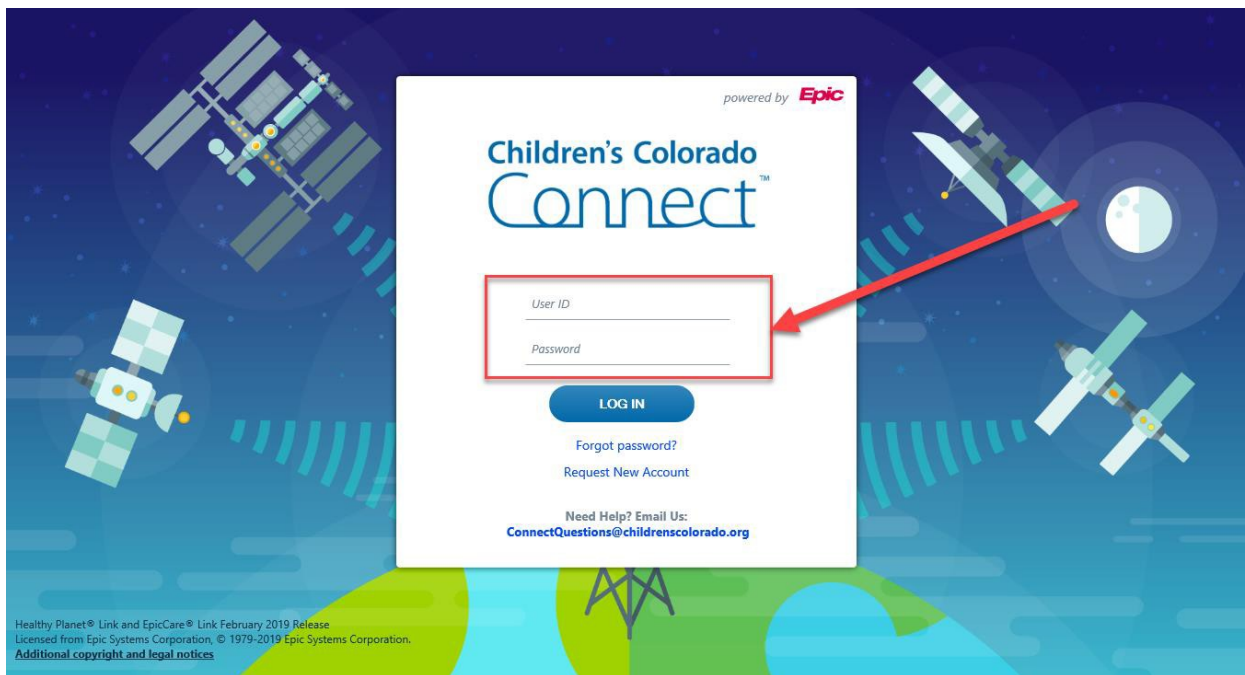 powered by Epic
Children's Colorado
Connect™
User ID
Password
LOG IN
Forgot password?
Request New Account
Need Help? Email Us:
ConnectQuestions@childrenscolorado.org
Healthy Planet® Link and EpicCare® Link February 2019 Release
Licensed from Epic Systems Corporation, © 1979-2019 Epic Systems Corporation.
Additional copyright and legal notices